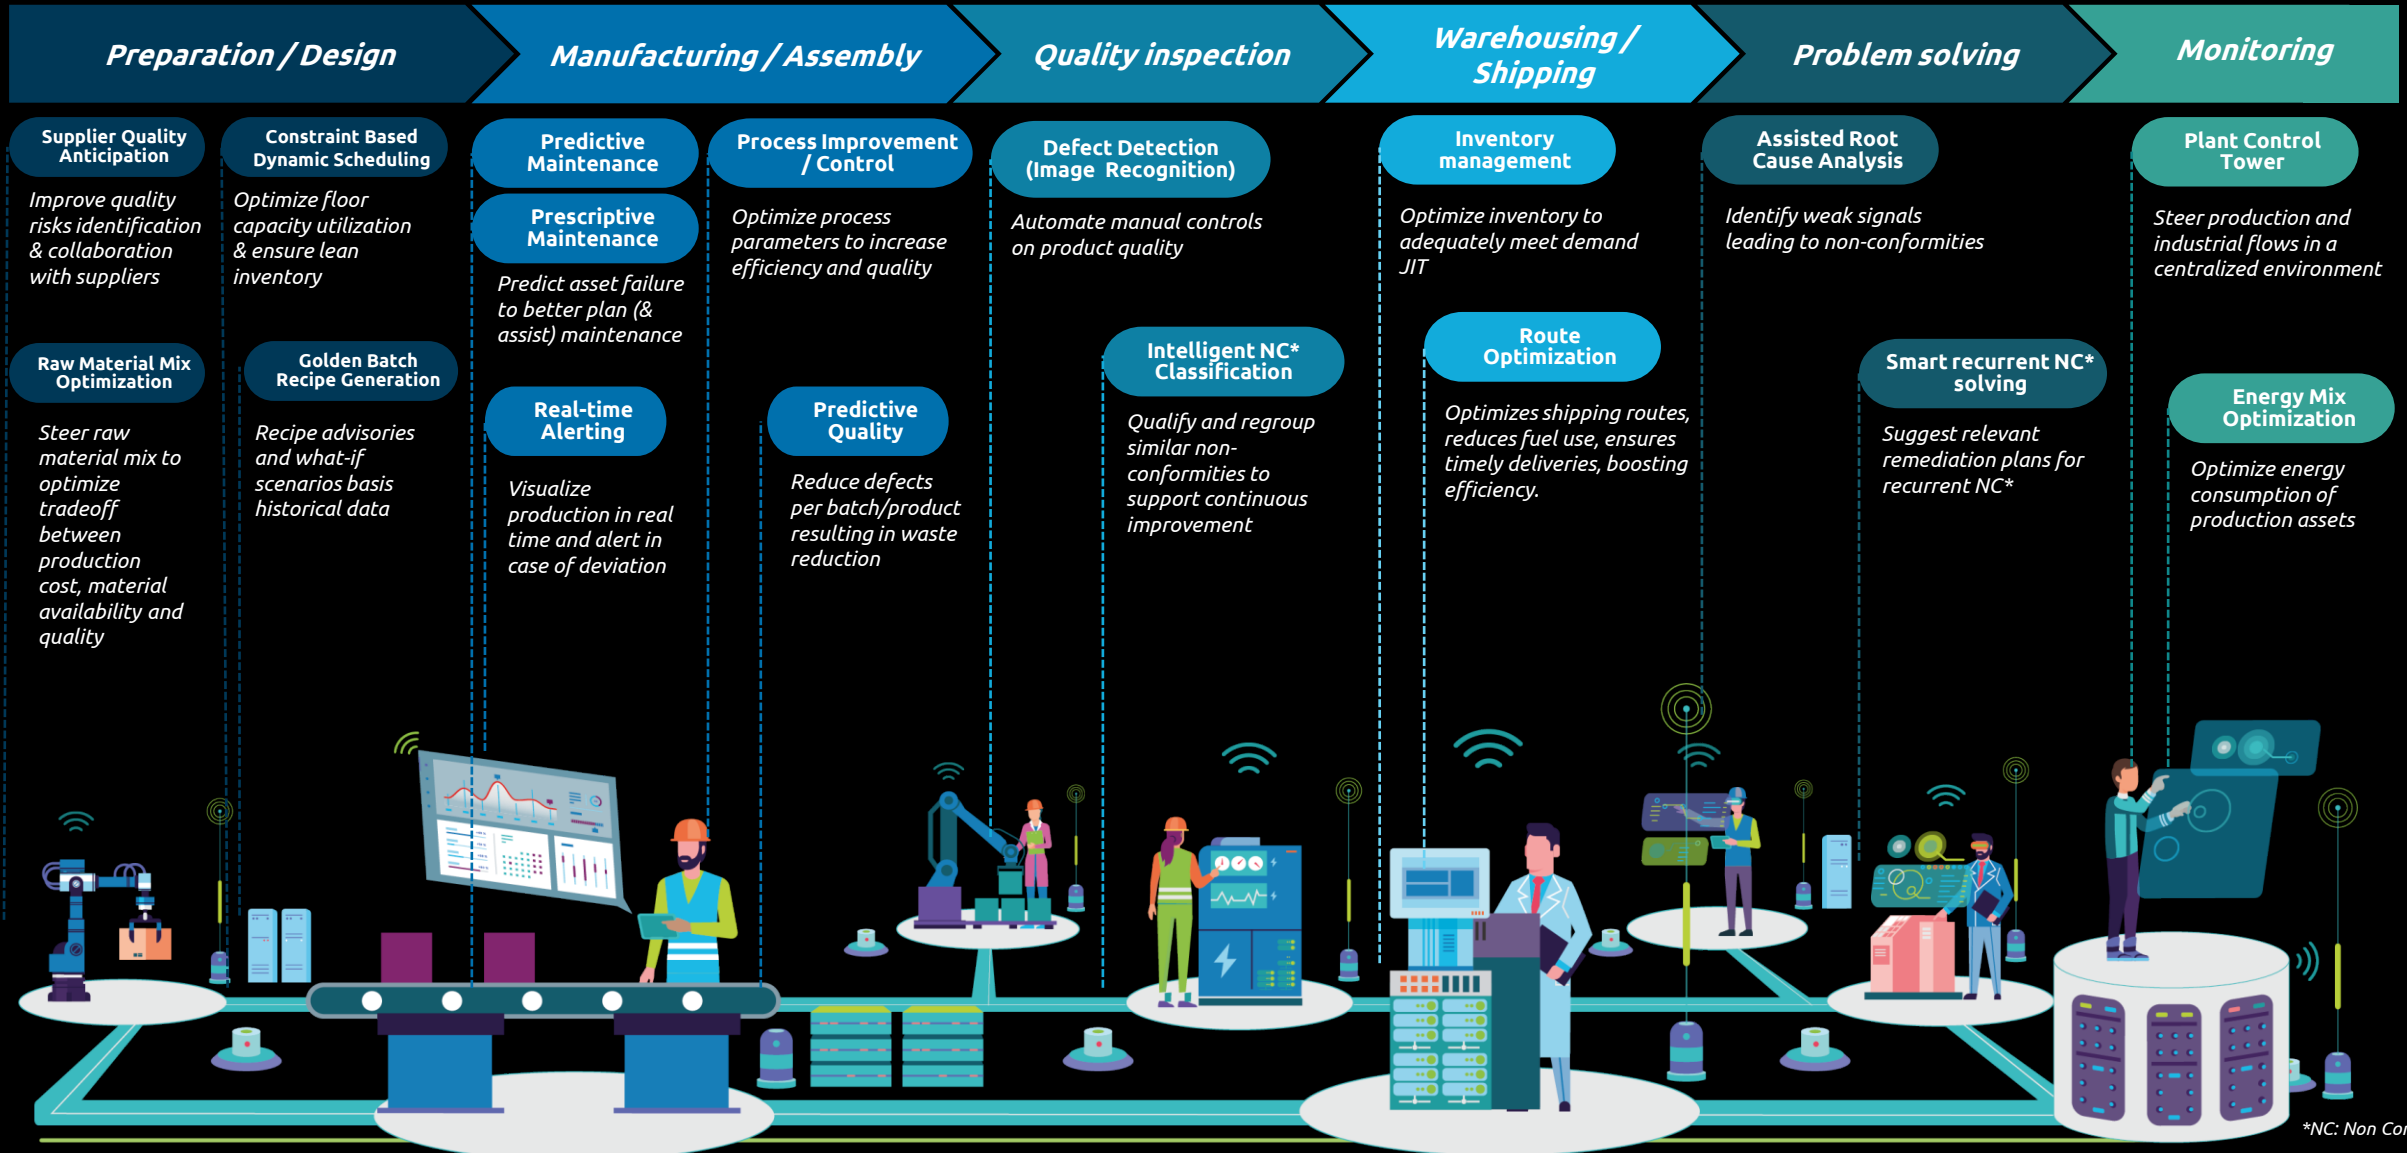 Preparation / Design
Manufacturing / Assembly
Quality inspection
Warehousing /
Shipping
Problem solving
Monitoring
Supplier Quality
Anticipation
Improve quality
risks identification
& collaboration
with suppliers
Raw Material Mix
Optimization
Steer raw
material mix to
optimize
tradeoff
between
production
cost, material
availability and
quality
Constraint Based
Dynamic Scheduling
Optimize floor
capacity utilization
& ensure lean
inventory
Golden Batch
Recipe Generation
Recipe advisories
and what-if
scenarios basis
historical data
Predictive
Maintenance
Prescriptive
Maintenance
Predict asset failure
to better plan (&
assist) maintenance
Real-time
Alerting
Visualize
production in real
time and alert in
case of deviation
Process Improvement
/ Control
Optimize process
parameters to increase
efficiency and quality
Predictive
Quality
Reduce defects
per batch/product
resulting in waste
reduction
Defect Detection
(Image Recognition)
Automate manual controls
on product quality
Intelligent NC*
Classification
Qualify and regroup
similar non-
conformities to
support continuous
improvement
Inventory
management
Optimize inventory to
adequately meet demand
JIT
Route
Optimization
Optimizes shipping routes,
reduces fuel use, ensures
timely deliveries, boosting
efficiency.
Assisted Root
Cause Analysis
Identify weak signals
leading to non-conformities
Smart recurrent NC*
solving
Suggest relevant
remediation plans for
recurrent NC*
Plant Control
Tower
Steer production and
industrial flows in a
centralized environment
Energy Mix
Optimization
Optimize energy
consumption of
production assets
*NC: Non Con